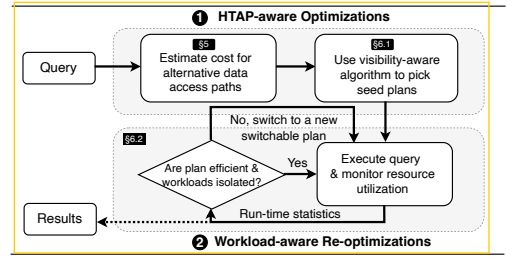 1 HTAP-aware Optimizations
Query
§5
Estimate cost for
alternative data
access paths
§6.1
Use visibility-aware
algorithm to pick
seed plans
No, switch to a new
switchable plan
§6.2
Are plan efficient &
workloads isolated?
Yes
Execute query
& monitor resource
utilization
Results
Run-time statistics
2 Workload-aware Re-optimizations